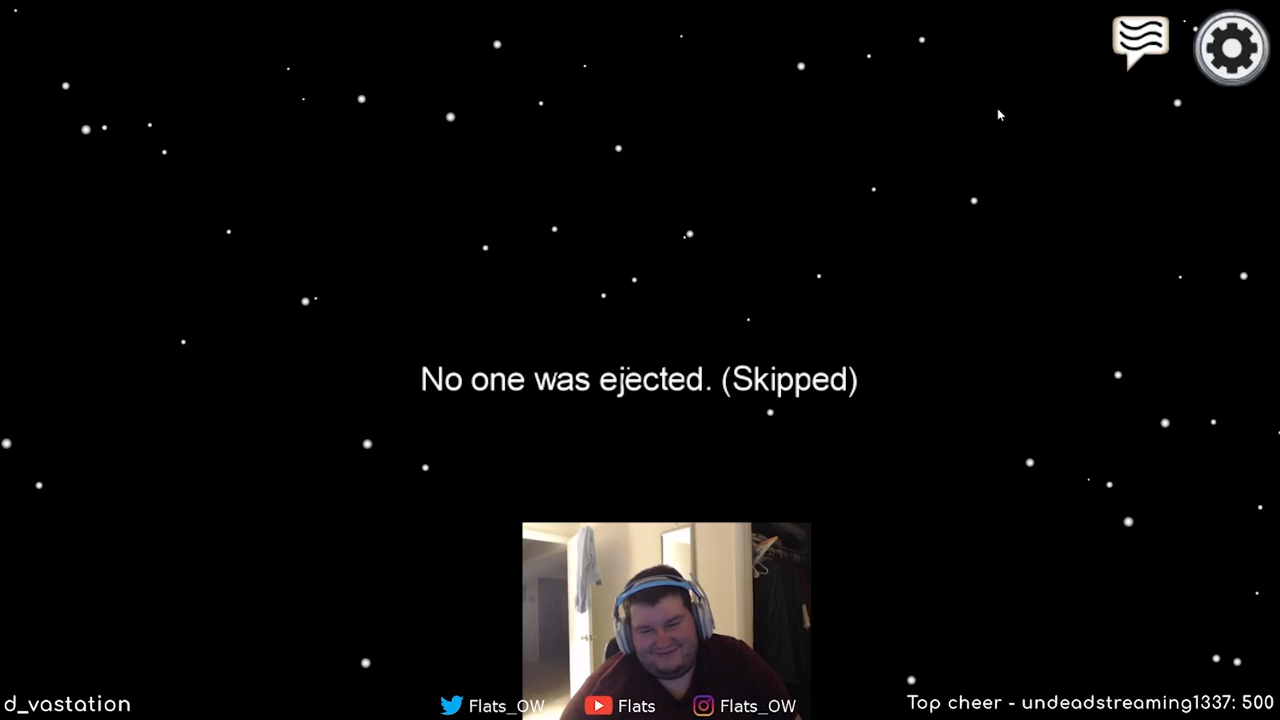 No one was ejected. (Skipped)
d_vastation
Flats_OW
Flats
Flats_OW
Top cheer - undeadstreaming1337: 500